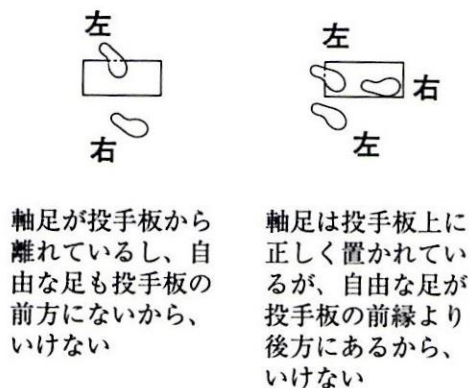 左
右
軸足が投手板から
離れているし、自
由な足も投手板の
前方にないから、
いけない
左
右
左
軸足は投手板上に
正しく置かれてい
るが、自由な足が
投手板の前縁より
後方にあるから、
いけない